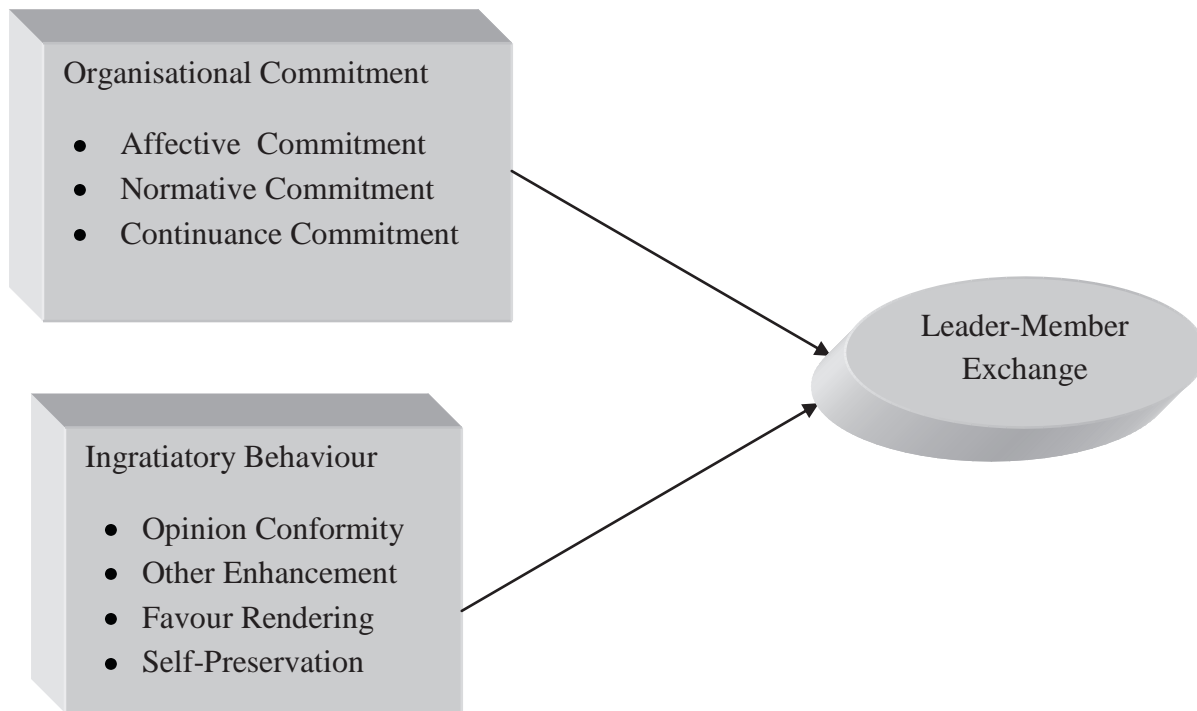 Organisational Commitment
• Affective Commitment
• Normative Commitment
• Continuance Commitment
Leader-Member
Exchange
Ingratiatory Behaviour
• Opinion Conformity
• Other Enhancement
• Favour Rendering
• Self-Preservation